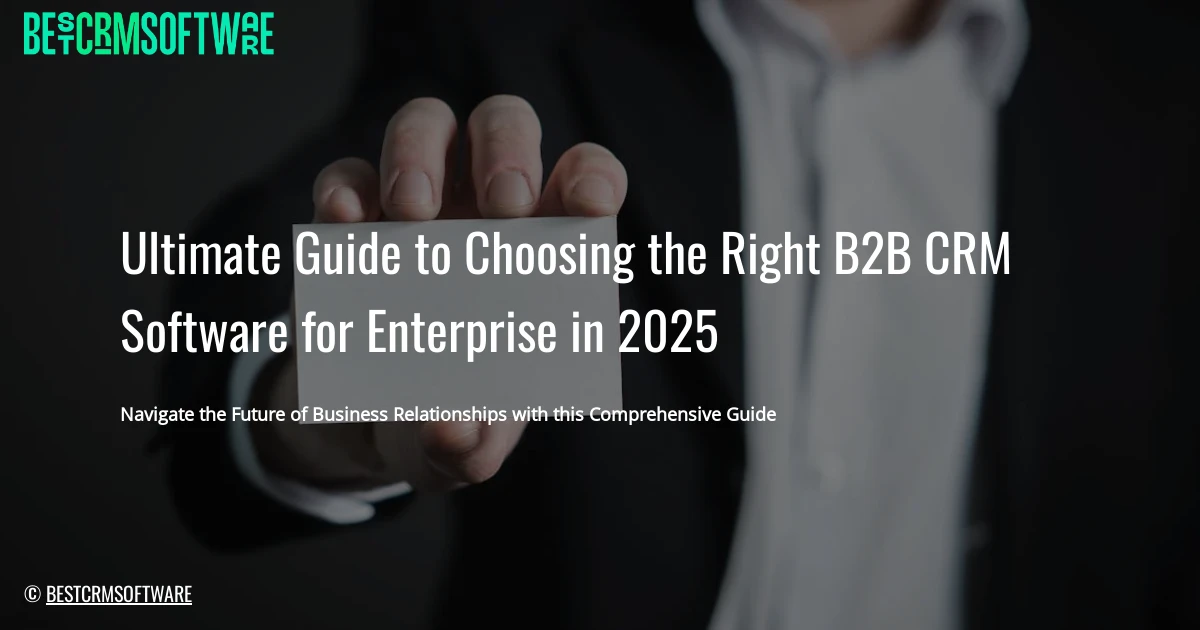 BESTCRMSOFTWARE
Ultimate Guide to Choosing the Right B2B CRM
Software for Enterprise in 2025
Navigate the Future of Business Relationships with this Comprehensive Guide
© BESTCRMSOFTWARE